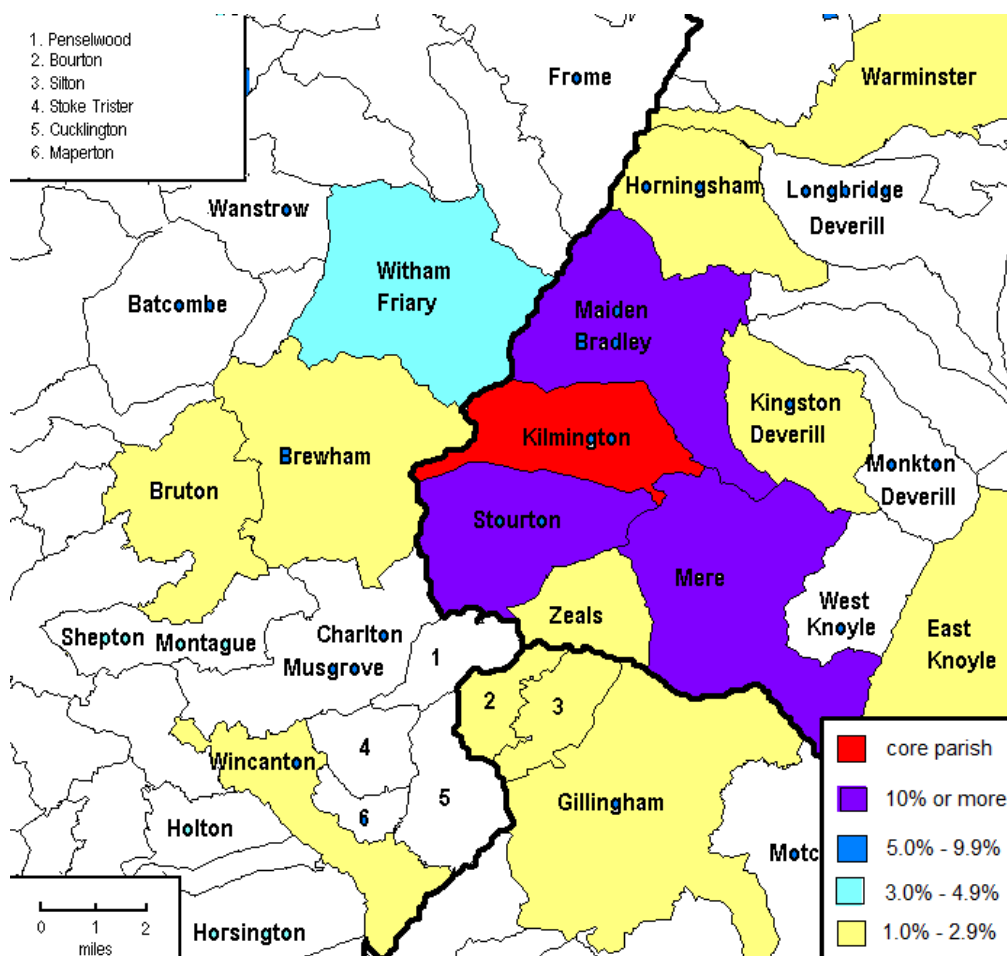 1. Penselwood
2. Bourton
3. Silton
4. Stoke Trister
5. Cucklington
6. Maperton
Frome
Warminster
Horningsham
Longbridge
Deverill
Wanstrow
Witham
Friary
Batcombe
Maiden
Bradley
Kingston
Deverill
Kilmington
Brewham
Bruton
Monkton
Deverill
Stourton
Mere
Zeals
West
Knoyle
East
Knoyle
Shepton
Montague
Charlton
Musgrove
1
2
3
4
5
6
Wincanton
Gillingham
Holton
Motc
Horsington
core parish
10% or more
5.0% - 9.9%
3.0% - 4.9%
1.0% - 2.9%
0 1 2
miles